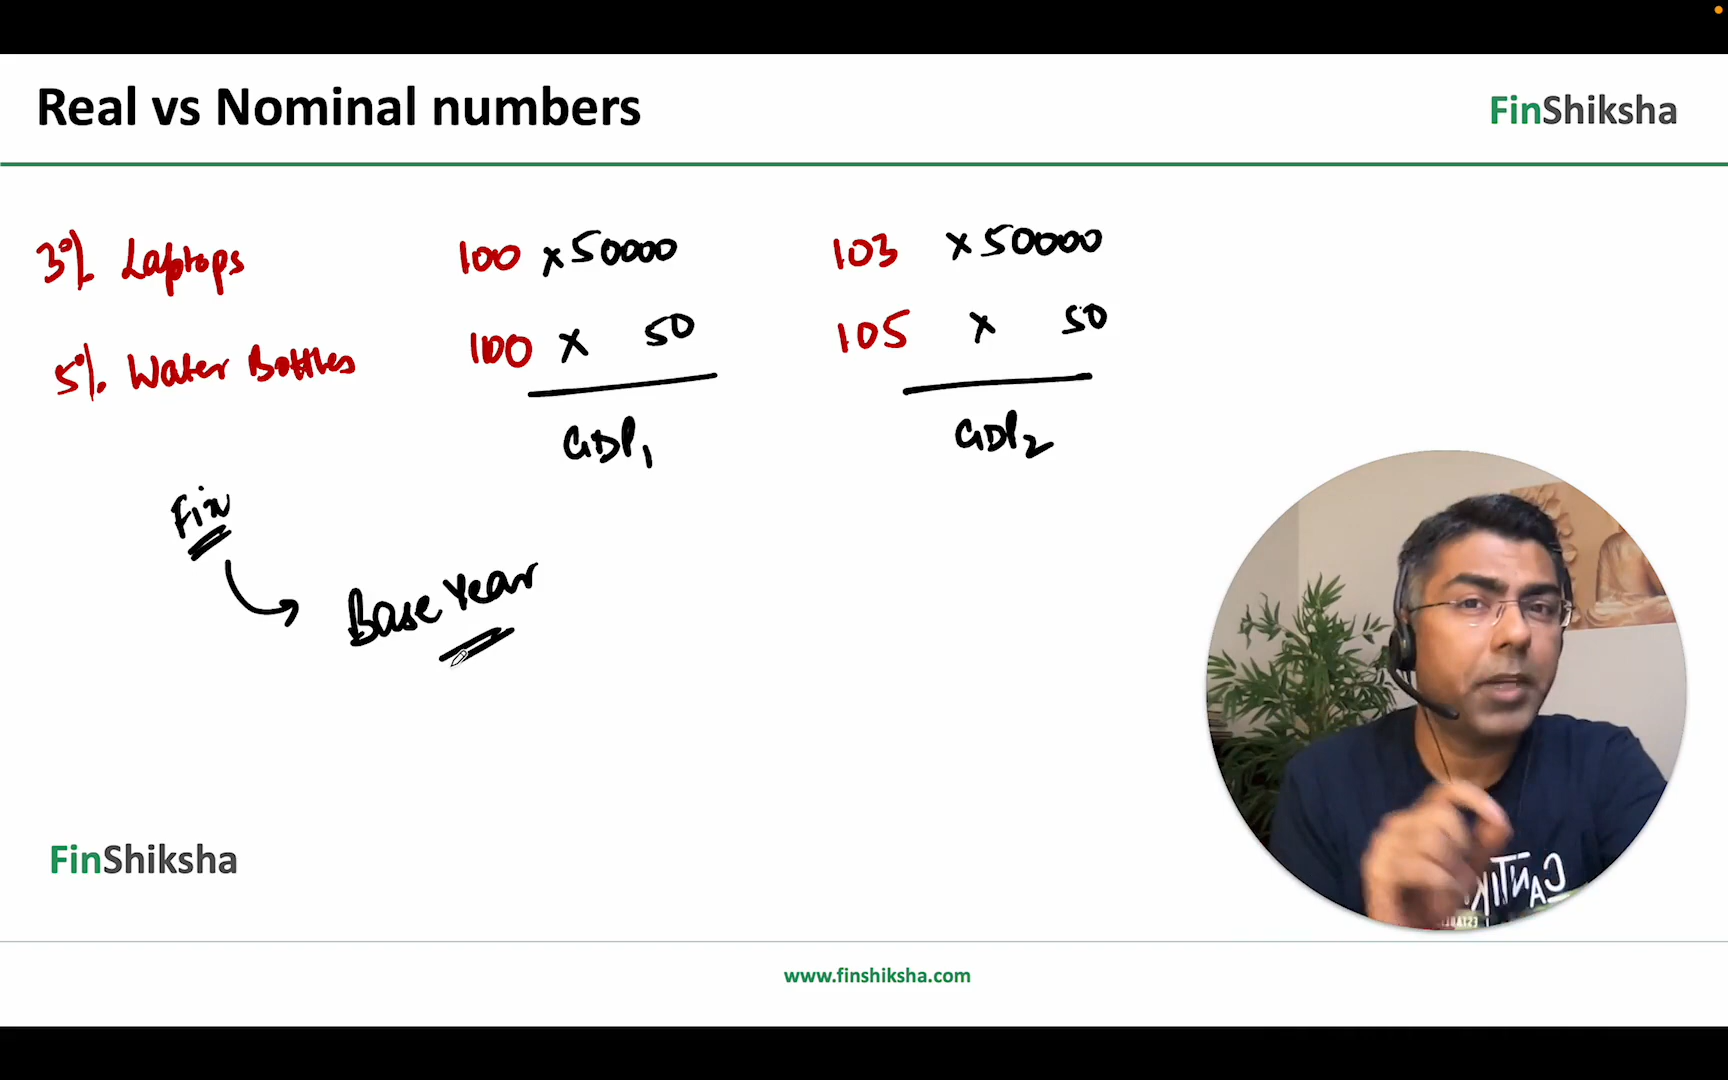 Real vs Nominal numbers
FinShiksha
3% Laptops 100 x 50000 103 x 50000
5% Water Bottles 100 x 50 105 x 50
GDP1 GDP2
Fix
Base Year
FinShiksha
www.finshiksha.com